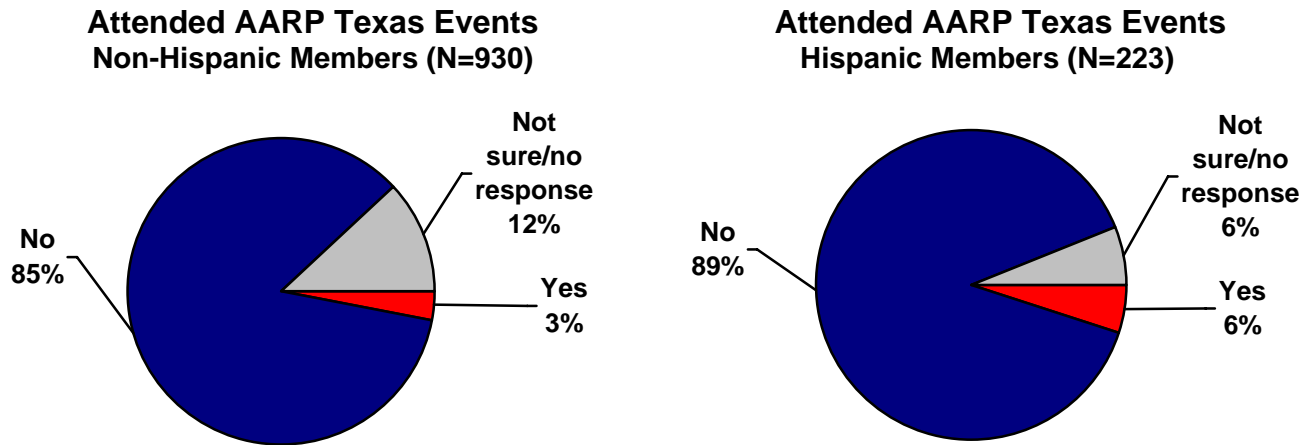 Attended AARP Texas Events
Non-Hispanic Members (N=930)
Not
sure/no
response
12%
No
85%
Yes
3%
Attended AARP Texas Events
Hispanic Members (N=223)
Not
sure/no
response
6%
No
89%
Yes
6%